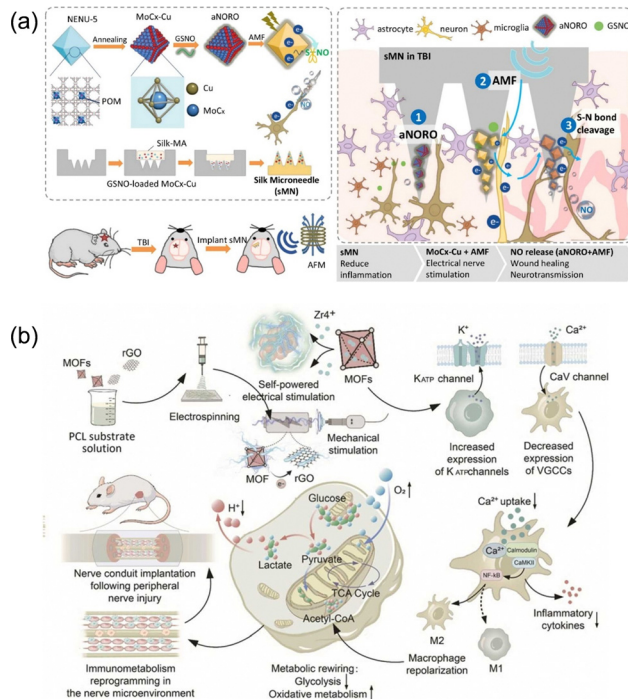 (a)
NENU-5
MoCx-Cu
aNORO
Annealing
GSNO
AMF
e-
e-
e-
S
NO
Cu
MoCx
POM
e-
e-
NO
Silk-MA
GSNO-loaded MoCx-Cu
Silk Microneedle
(sMN)
TBI
Implant sMN
AFM
astrocyte
neuron
microglia
aNORO
GSNO
sMN in TBI
2 AMF
1
aNORO
3
S-N bond
cleavage
e-
e-
e-
e-
e-
NO
sMN
Reduce
inflammation
MoCx-Cu + AMF
Electrical nerve
stimulation
NO release (aNORO+AMF)
Wound healing
Neurotransmission
(b)
MOFs
rGO
PCL substrate
solution
Electrospinning
Zr4+
Self-powered
electrical stimulation
MOFs
Mechanical
stimulation
MOF
rGO
K+
KATP channel
Increased
expression
of KATPchannels
Ca2+
CaV channel
Decreased
expression
of VGCCs
Ca2+ uptake
Ca2+
Calmodulin
CaMKII
NF-kB
Inflammatory
cytokines
M2
M1
Macrophage
repolarization
H+
O2
Glucose
Lactate
Pyruvate
TCA Cycle
Acetyl-CoA
Metabolic rewiring:
Glycolysis
Oxidative metabolism
Nerve conduit implantation
following peripheral
nerve injury
Immunometabolism
reprogramming in
the nerve microenvironment